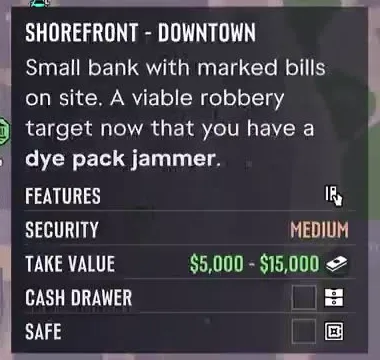 SHOREFRONT - DOWNTOWN
Small bank with marked bills
on site. A viable robbery
target now that you have a
dye pack jammer.
FEATURES
SECURITY MEDIUM
TAKE VALUE $5,000 - $15,000
CASH DRAWER
SAFE